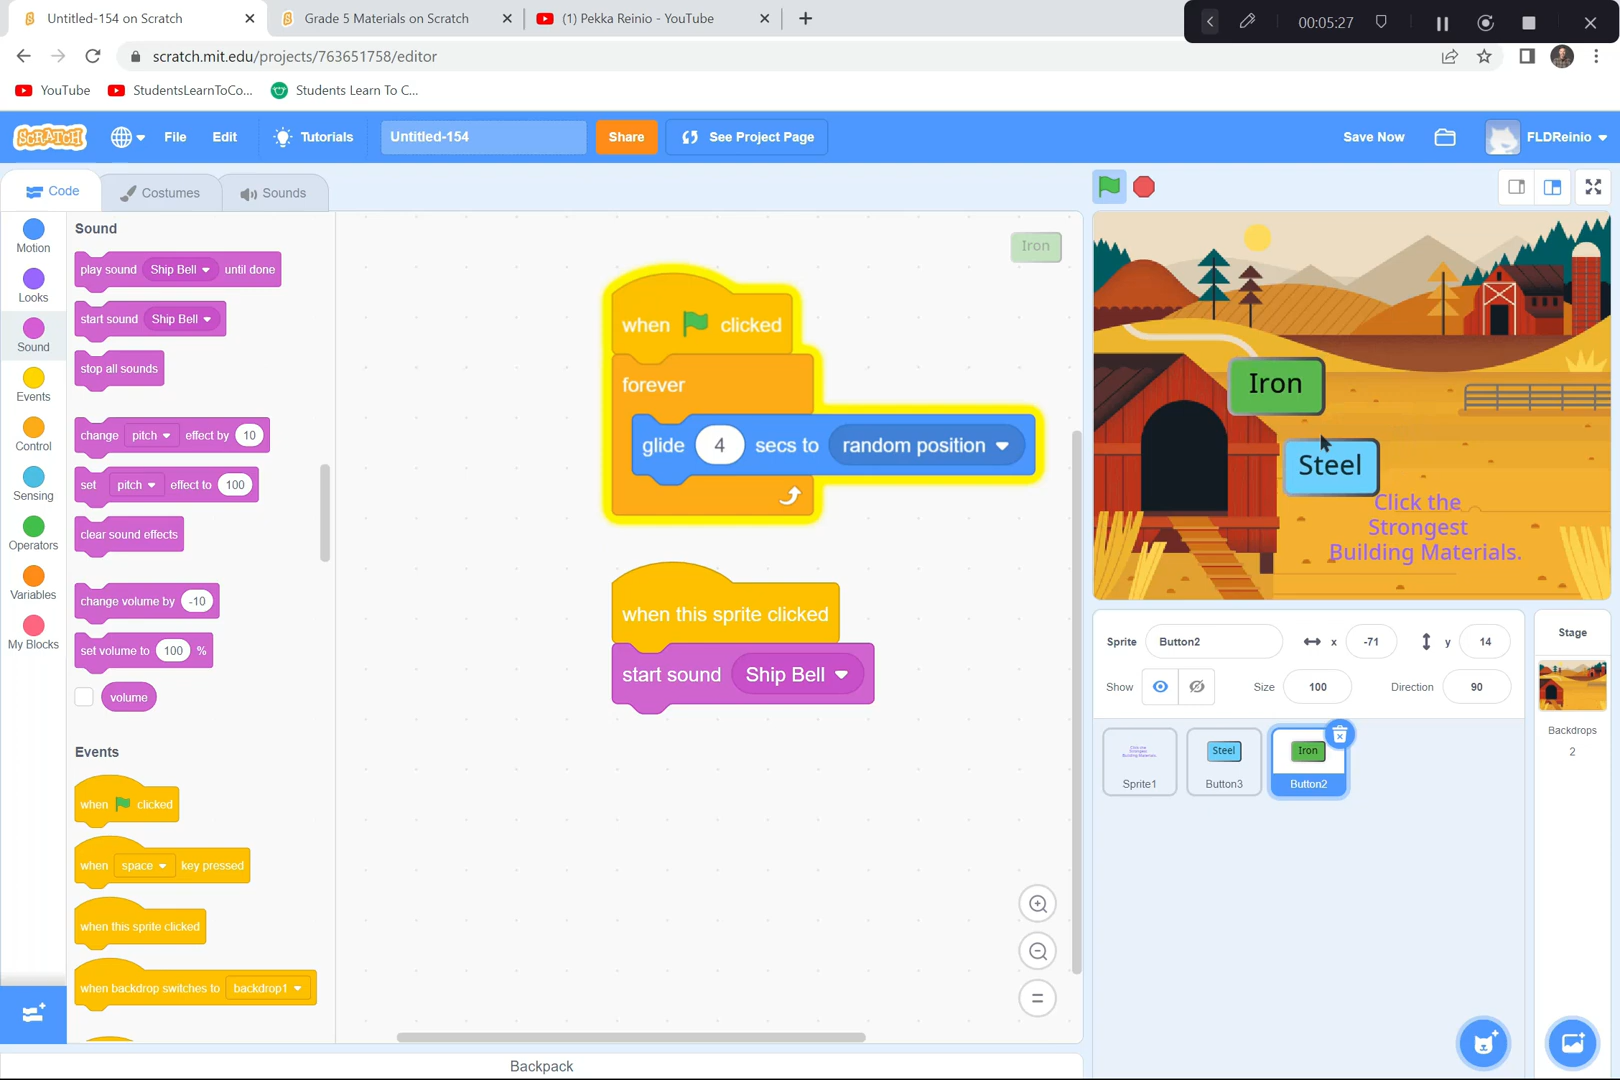 Untitled-154 on Scratch
Grade 5 Materials on Scratch
(1) Pekka Reinio - YouTube
00:05:27
scratch.mit.edu/projects/763651758/editor
YouTube
StudentsLearnToCo...
Students Learn To C...
SCRATCH
File
Edit
Tutorials
Untitled-154
Share
See Project Page
Save Now
FLDReinio
Code
Costumes
Sounds
Motion
Looks
Sound
Events
Control
Sensing
Operators
Variables
My Blocks
Sound
play sound Ship Bell until done
start sound Ship Bell
stop all sounds
change pitch effect by 10
set pitch effect to 100
clear sound effects
change volume by -10
set volume to 100 %
volume
Events
when clicked
when space key pressed
when this sprite clicked
when backdrop switches to backdrop1
Iron
when clicked
forever
glide 4 secs to random position
when this sprite clicked
start sound Ship Bell
Backpack
Iron
Steel
Click the
Strongest
Building Materials.
Sprite Button2 x -71 y 14
Show Size 100 Direction 90
Click the
Strongest
Building Materials.
Sprite1
Steel
Button3
Iron
Button2
Stage
Backdrops
2